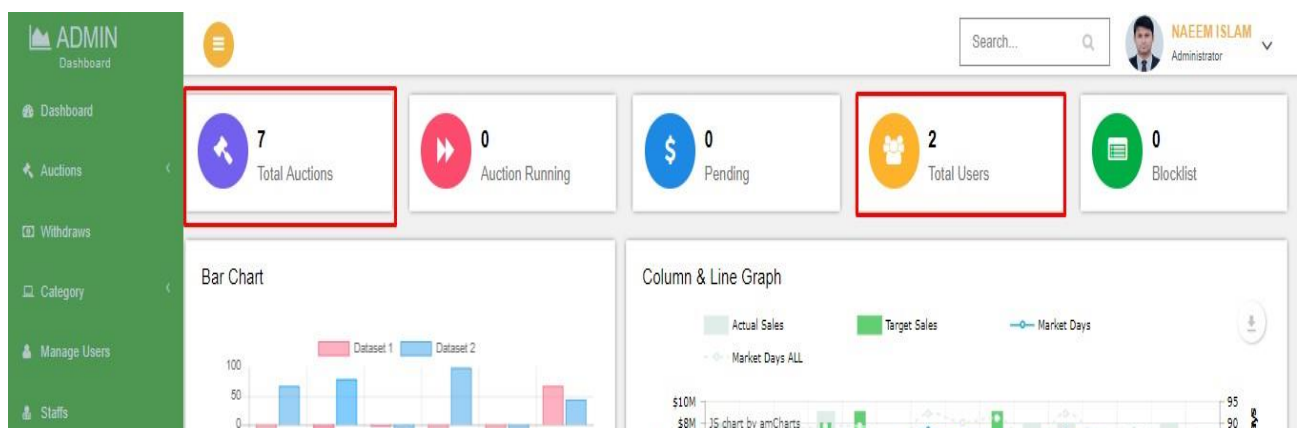 ADMIN
Dashboard
Dashboard
Auctions
Withdraws
Category
Manage Users
Staffs
Search...
NAEEM ISLAM
Administrator
7
Total Auctions
0
Auction Running
0
Pending
2
Total Users
0
Blocklist
Bar Chart
Dataset 1 Dataset 2
100
50
0
Column & Line Graph
Actual Sales Target Sales Market Days
Market Days ALL
$10M 95
$8M JS chart by amCharts 90